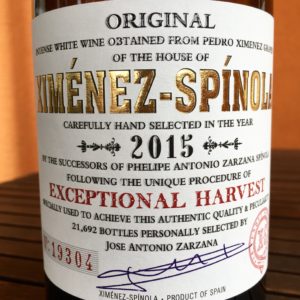 ORIGINAL
INTENSE WHITE WINE OBTAINED FROM PEDRO XIMENEZ GRAPES
OF THE HOUSE OF
XIMÉNEZ-SPÍNOLA
CAREFULLY HAND SELECTED IN THE YEAR
2015
BY THE SUCCESSORS OF PHELIPE ANTONIO ZARZANA SPÍNOLA
FOLLOWING THE UNIQUE PROCEDURE OF
EXCEPTIONAL HARVEST
SPECIALLY USED TO ACHIEVE THIS AUTHENTIC QUALITY & PECULIARITY
21,692 BOTTLES PERSONALLY SELECTED BY
JOSE ANTONIO ZARZANA
Nº 19304
XIMÉNEZ-SPÍNOLA • PRODUCT OF SPAIN